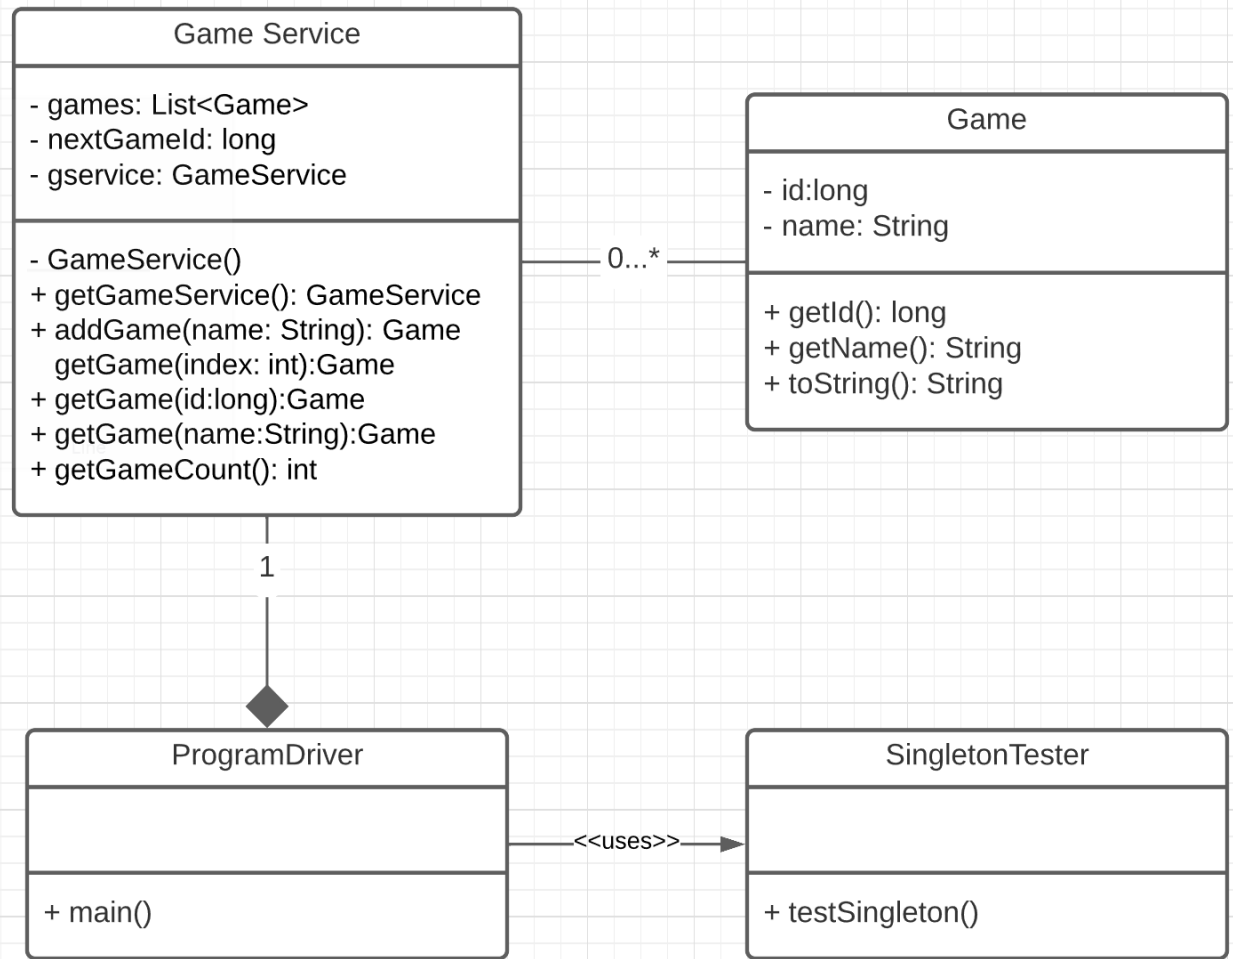 Game Service
- games: List<Game>
- nextGameId: long
- gservice: GameService
- GameService()
+ getGameService(): GameService
+ addGame(name: String): Game
getGame(index: int):Game
+ getGame(id:long):Game
+ getGame(name:String):Game
+ getGameCount(): int
0...*
Game
- id:long
- name: String
+ getId(): long
+ getName(): String
+ toString(): String
1
ProgramDriver
+ main()
<<uses>>
SingletonTester
+ testSingleton()